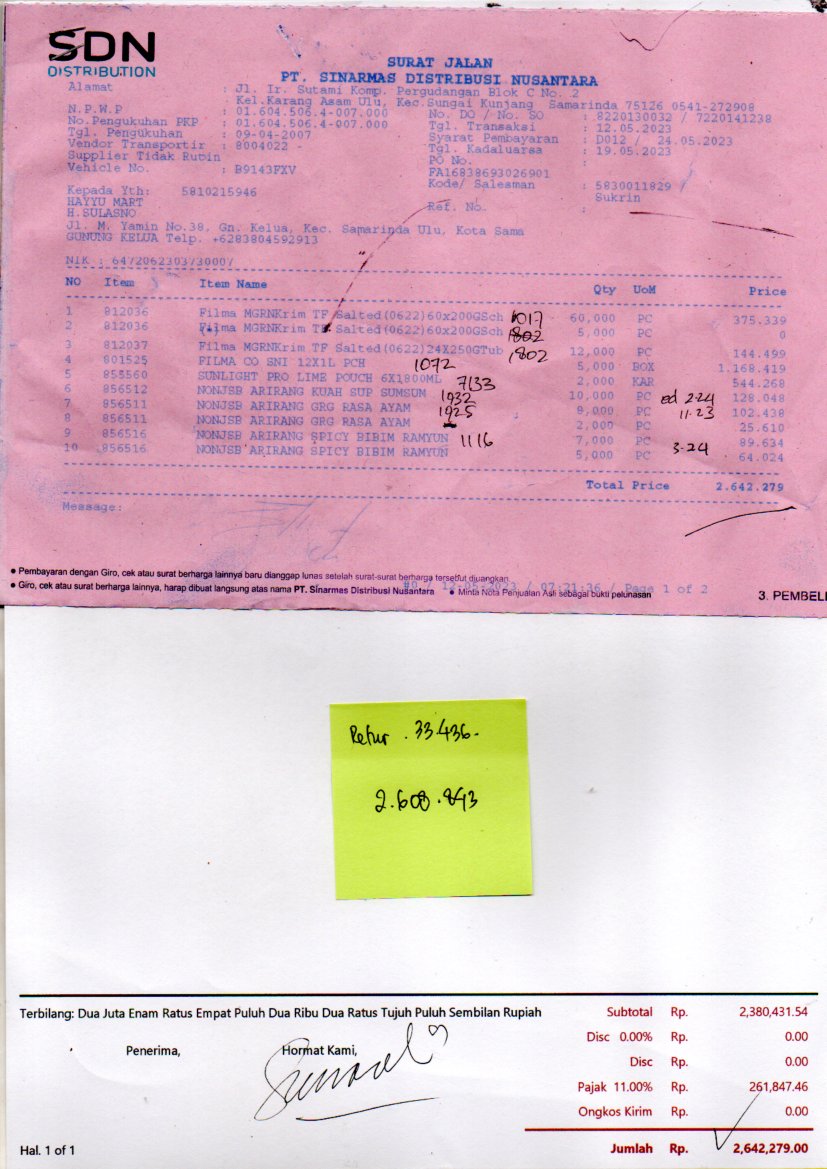 SDN
DISTRIBUTION
SURAT JALAN
PT. SINARMAS DISTRIBUSI NUSANTARA
Alamat : Jl. Ir. Sutami Komp. Pergudangan Blok C No. 2
Kel.Karang Asam Ulu, Kec.Sungai Kunjang Samarinda 75126 0541-272908
N.P.W.P : 01.604.506.4-007.000 No. DO / No. SO : 8220130032 / 7220141238
No.Pengukuhan PKP : 01.604.506.4-007.000 Tgl. Transaksi : 12.05.2023
Tgl. Pengukuhan : 09-04-2007 Syarat Pembayaran : D012 / 24.05.2023
Vendor Transportir : 8004022 - Tgl. Kadaluarsa : 19.05.2023
Supplier Tidak Rutin PO No. :
Vehicle No. : B9143FXV FA16838693026901
Kode/ Salesman : 5830011829 /
Kepada Yth: 5810215946 Sukrin
HAYYU MART Ref. No. :
H.SULASNO
Jl. M. Yamin No.38, Gn. Kelua, Kec. Samarinda Ulu, Kota Sama
GUNUNG KELUA Telp. +6283804592913
NIK : 6472062303730007
NO Item Item Name Qty UoM Price
1 812036 Filma MGRNKrim TF Salted(0622)60x200GSch 1017 60,000 PC 375.339
2 812036 Filma MGRNKrim TF Salted(0622)60x200GSch 1802 5,000 PC 0
(*)
3 812037 Filma MGRNKrim TF Salted(0622)24X250GTub 1802 12,000 PC 144.499
4 801525 FILMA CO SNI 12X1L PCH 1072 5,000 BOX 1.168.419
5 855560 SUNLIGHT PRO LIME POUCH 6X1800ML 7133 2,000 KAR 544.268
6 856512 NONJSB ARIRANG KUAH SUP SUMSUM 1932 10,000 PC ed 2-24 128.048
7 856511 NONJSB ARIRANG GRG RASA AYAM 1925 8,000 PC 11-23 102.438
8 856511 NONJSB ARIRANG GRG RASA AYAM 2,000 PC 25.610
9 856516 NONJSB ARIRANG SPICY BIBIM RAMYUN 1116 7,000 PC 89.634
10 856516 NONJSB ARIRANG SPICY BIBIM RAMYUN 5,000 PC 3-24 64.024
Total Price 2.642.279
Message:
• Pembayaran dengan Giro, cek atau surat berharga lainnya baru dianggap lunas setelah surat-surat berharga tersebut diuangkan
#0 / 12-05-2023 / 07:21:36 / Page 1 of 2
• Giro, cek atau surat berharga lainnya, harap dibuat langsung atas nama PT. Sinarmas Distribusi Nusantara • Minta Nota Penjualan Asli sebagai bukti pelunasan
3. PEMBELI
Retur . 33.436.-
2.608.843
Terbilang: Dua Juta Enam Ratus Empat Puluh Dua Ribu Dua Ratus Tujuh Puluh Sembilan Rupiah
Subtotal Rp. 2,380,431.54
Disc 0.00% Rp. 0.00
Penerima, Hormat Kami,
Disc Rp. 0.00
Pajak 11.00% Rp. 261,847.46
Ongkos Kirim Rp. 0.00
Jumlah Rp. 2,642,279.00
Hal. 1 of 1